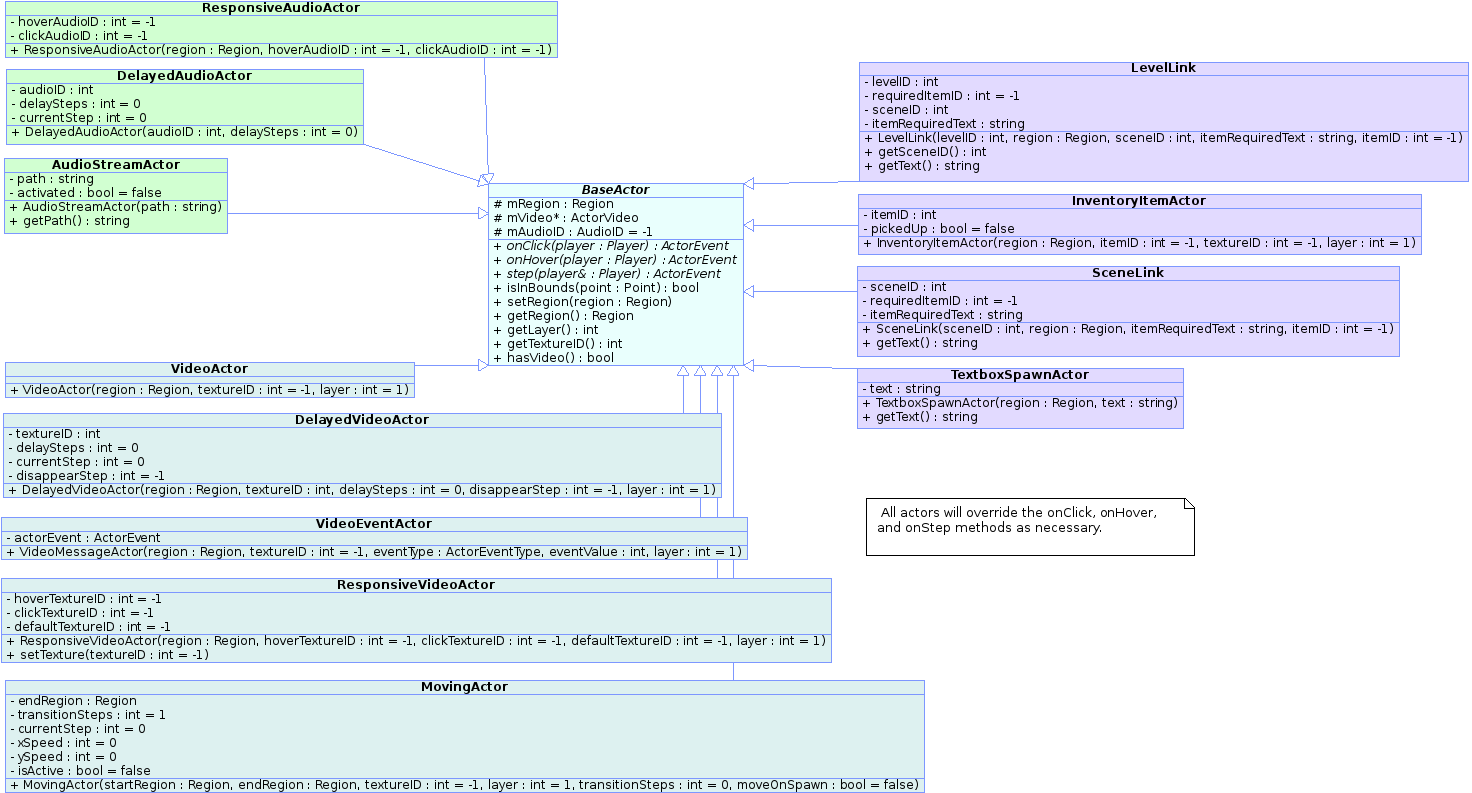 ResponsiveAudioActor
- hoverAudioID : int = -1
- clickAudioID : int = -1
+ ResponsiveAudioActor(region : Region, hoverAudioID : int = -1, clickAudioID : int = -1)
DelayedAudioActor
- audioID : int
- delaySteps : int = 0
- currentStep : int = 0
+ DelayedAudioActor(audioID : int, delaySteps : int = 0)
AudioStreamActor
- path : string
- activated : bool = false
+ AudioStreamActor(path : string)
+ getPath() : string
BaseActor
# mRegion : Region
# mVideo* : ActorVideo
# mAudioID : AudioID = -1
+ onClick(player : Player) : ActorEvent
+ onHover(player : Player) : ActorEvent
+ step(player& : Player) : ActorEvent
+ isInBounds(point : Point) : bool
+ setRegion(region : Region)
+ getRegion() : Region
+ getLayer() : int
+ getTextureID() : int
+ hasVideo() : bool
LevelLink
- levelID : int
- requiredItemID : int = -1
- sceneID : int
- itemRequiredText : string
+ LevelLink(levelID : int, region : Region, sceneID : int, itemRequiredText : string, itemID : int = -1)
+ getSceneID() : int
+ getText() : string
InventoryItemActor
- itemID : int
- pickedUp : bool = false
+ InventoryItemActor(region : Region, itemID : int = -1, textureID : int = -1, layer : int = 1)
SceneLink
- sceneID : int
- requiredItemID : int = -1
- itemRequiredText : string
+ SceneLink(sceneID : int, region : Region, itemRequiredText : string, itemID : int = -1)
+ getText() : string
TextboxSpawnActor
- text : string
+ TextboxSpawnActor(region : Region, text : string)
+ getText() : string
VideoActor
+ VideoActor(region : Region, textureID : int = -1, layer : int = 1)
DelayedVideoActor
- textureID : int
- delaySteps : int = 0
- currentStep : int = 0
- disappearStep : int = -1
+ DelayedVideoActor(region : Region, textureID : int, delaySteps : int = 0, disappearStep : int = -1, layer : int = 1)
VideoEventActor
- actorEvent : ActorEvent
+ VideoMessageActor(region : Region, textureID : int = -1, eventType : ActorEventType, eventValue : int, layer : int = 1)
ResponsiveVideoActor
- hoverTextureID : int = -1
- clickTextureID : int = -1
- defaultTextureID : int = -1
+ ResponsiveVideoActor(region : Region, hoverTextureID : int = -1, clickTextureID : int = -1, defaultTextureID : int = -1, layer : int = 1)
+ setTexture(textureID : int = -1)
MovingActor
- endRegion : Region
- transitionSteps : int = 1
- currentStep : int = 0
- xSpeed : int = 0
- ySpeed : int = 0
- isActive : bool = false
+ MovingActor(startRegion : Region, endRegion : Region, textureID : int = -1, layer : int = 1, transitionSteps : int = 0, moveOnSpawn : bool = false)
All actors will override the onClick, onHover,
and onStep methods as necessary.